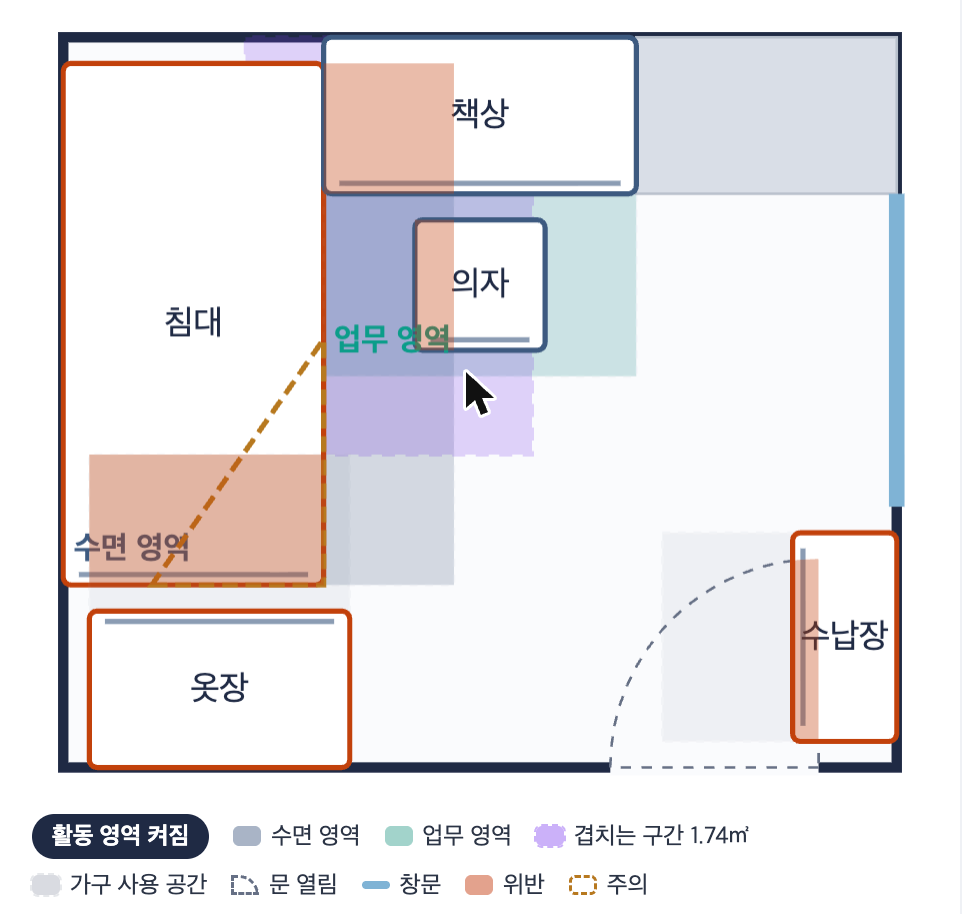 책상
의자
침대
업무 영역
수면 영역
수납장
옷장
활동 영역 켜짐 수면 영역 업무 영역 겹치는 구간 1.74㎡
가구 사용 공간 문 열림 창문 위반 주의